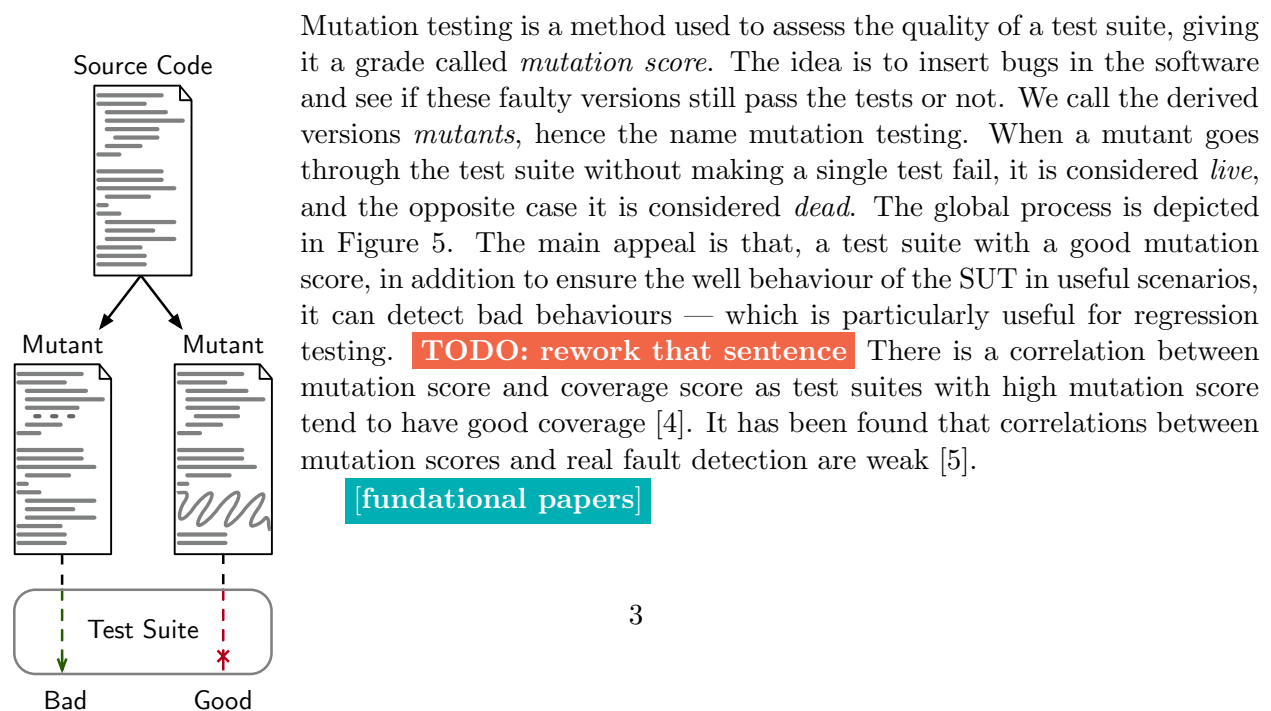 Source Code
Mutant
Mutant
Test Suite
Bad
Good
Mutation testing is a method used to assess the quality of a test suite, giving
it a grade called mutation score. The idea is to insert bugs in the software
and see if these faulty versions still pass the tests or not. We call the derived
versions mutants, hence the name mutation testing. When a mutant goes
through the test suite without making a single test fail, it is considered live,
and the opposite case it is considered dead. The global process is depicted
in Figure 5. The main appeal is that, a test suite with a good mutation
score, in addition to ensure the well behaviour of the SUT in useful scenarios,
it can detect bad behaviours — which is particularly useful for regression
testing. TODO: rework that sentence There is a correlation between
mutation score and coverage score as test suites with high mutation score
tend to have good coverage [4]. It has been found that correlations between
mutation scores and real fault detection are weak [5].
[fundational papers]
3